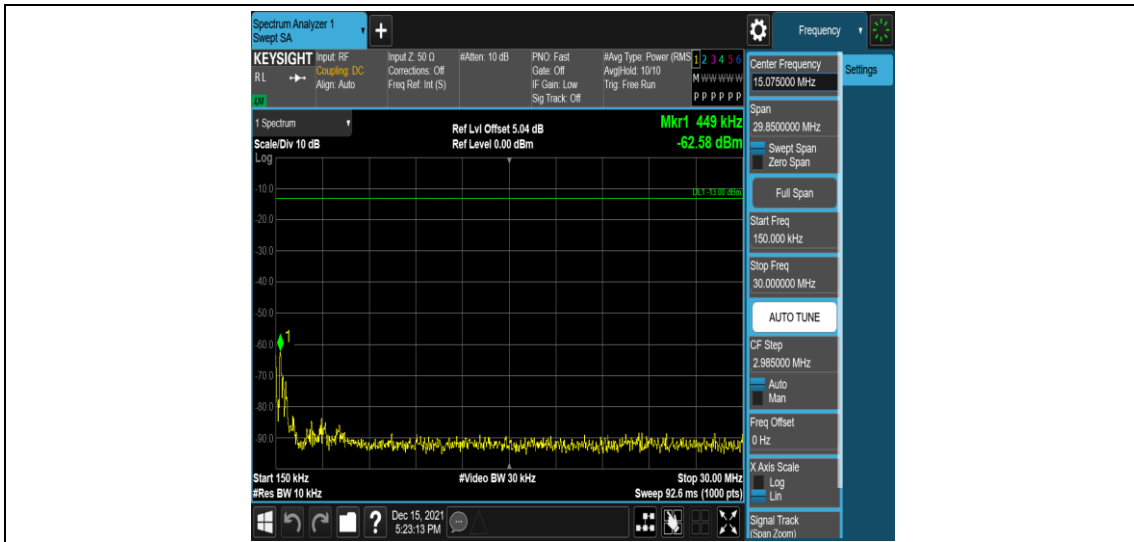 Spectrum Analyzer 1
Swept SA
+
Frequency
KEYSIGHT
RL
LXI
Input: RF
Coupling: DC
Align: Auto
Input Z: 50 Ω
Corrections: Off
Freq Ref: Int (S)
#Atten: 10 dB
PNO: Fast
Gate: Off
IF Gain: Low
Sig Track: Off
#Avg Type: Power (RMS
Avg|Hold: 10/10
Trig: Free Run
1 2 3 4 5 6
M W W W W W
P P P P P P
1 Spectrum
Scale/Div 10 dB
Ref Lvl Offset 5.04 dB
Ref Level 0.00 dBm
Mkr1 449 kHz
-62.58 dBm
Log
DL1 -13.00 dBm
-10.0
-20.0
-30.0
-40.0
-50.0
-60.0
-70.0
-80.0
-90.0
1
Start 150 kHz
#Res BW 10 kHz
#Video BW 30 kHz
Stop 30.00 MHz
Sweep 92.6 ms (1000 pts)
?
Dec 15, 2021
5:23:13 PM
Center Frequency
15.075000 MHz
Settings
Span
29.8500000 MHz
Swept Span
Zero Span
Full Span
Start Freq
150.000 kHz
Stop Freq
30.000000 MHz
AUTO TUNE
CF Step
2.985000 MHz
Auto
Man
Freq Offset
0 Hz
X Axis Scale
Log
Lin
Signal Track
(Span Zoom)